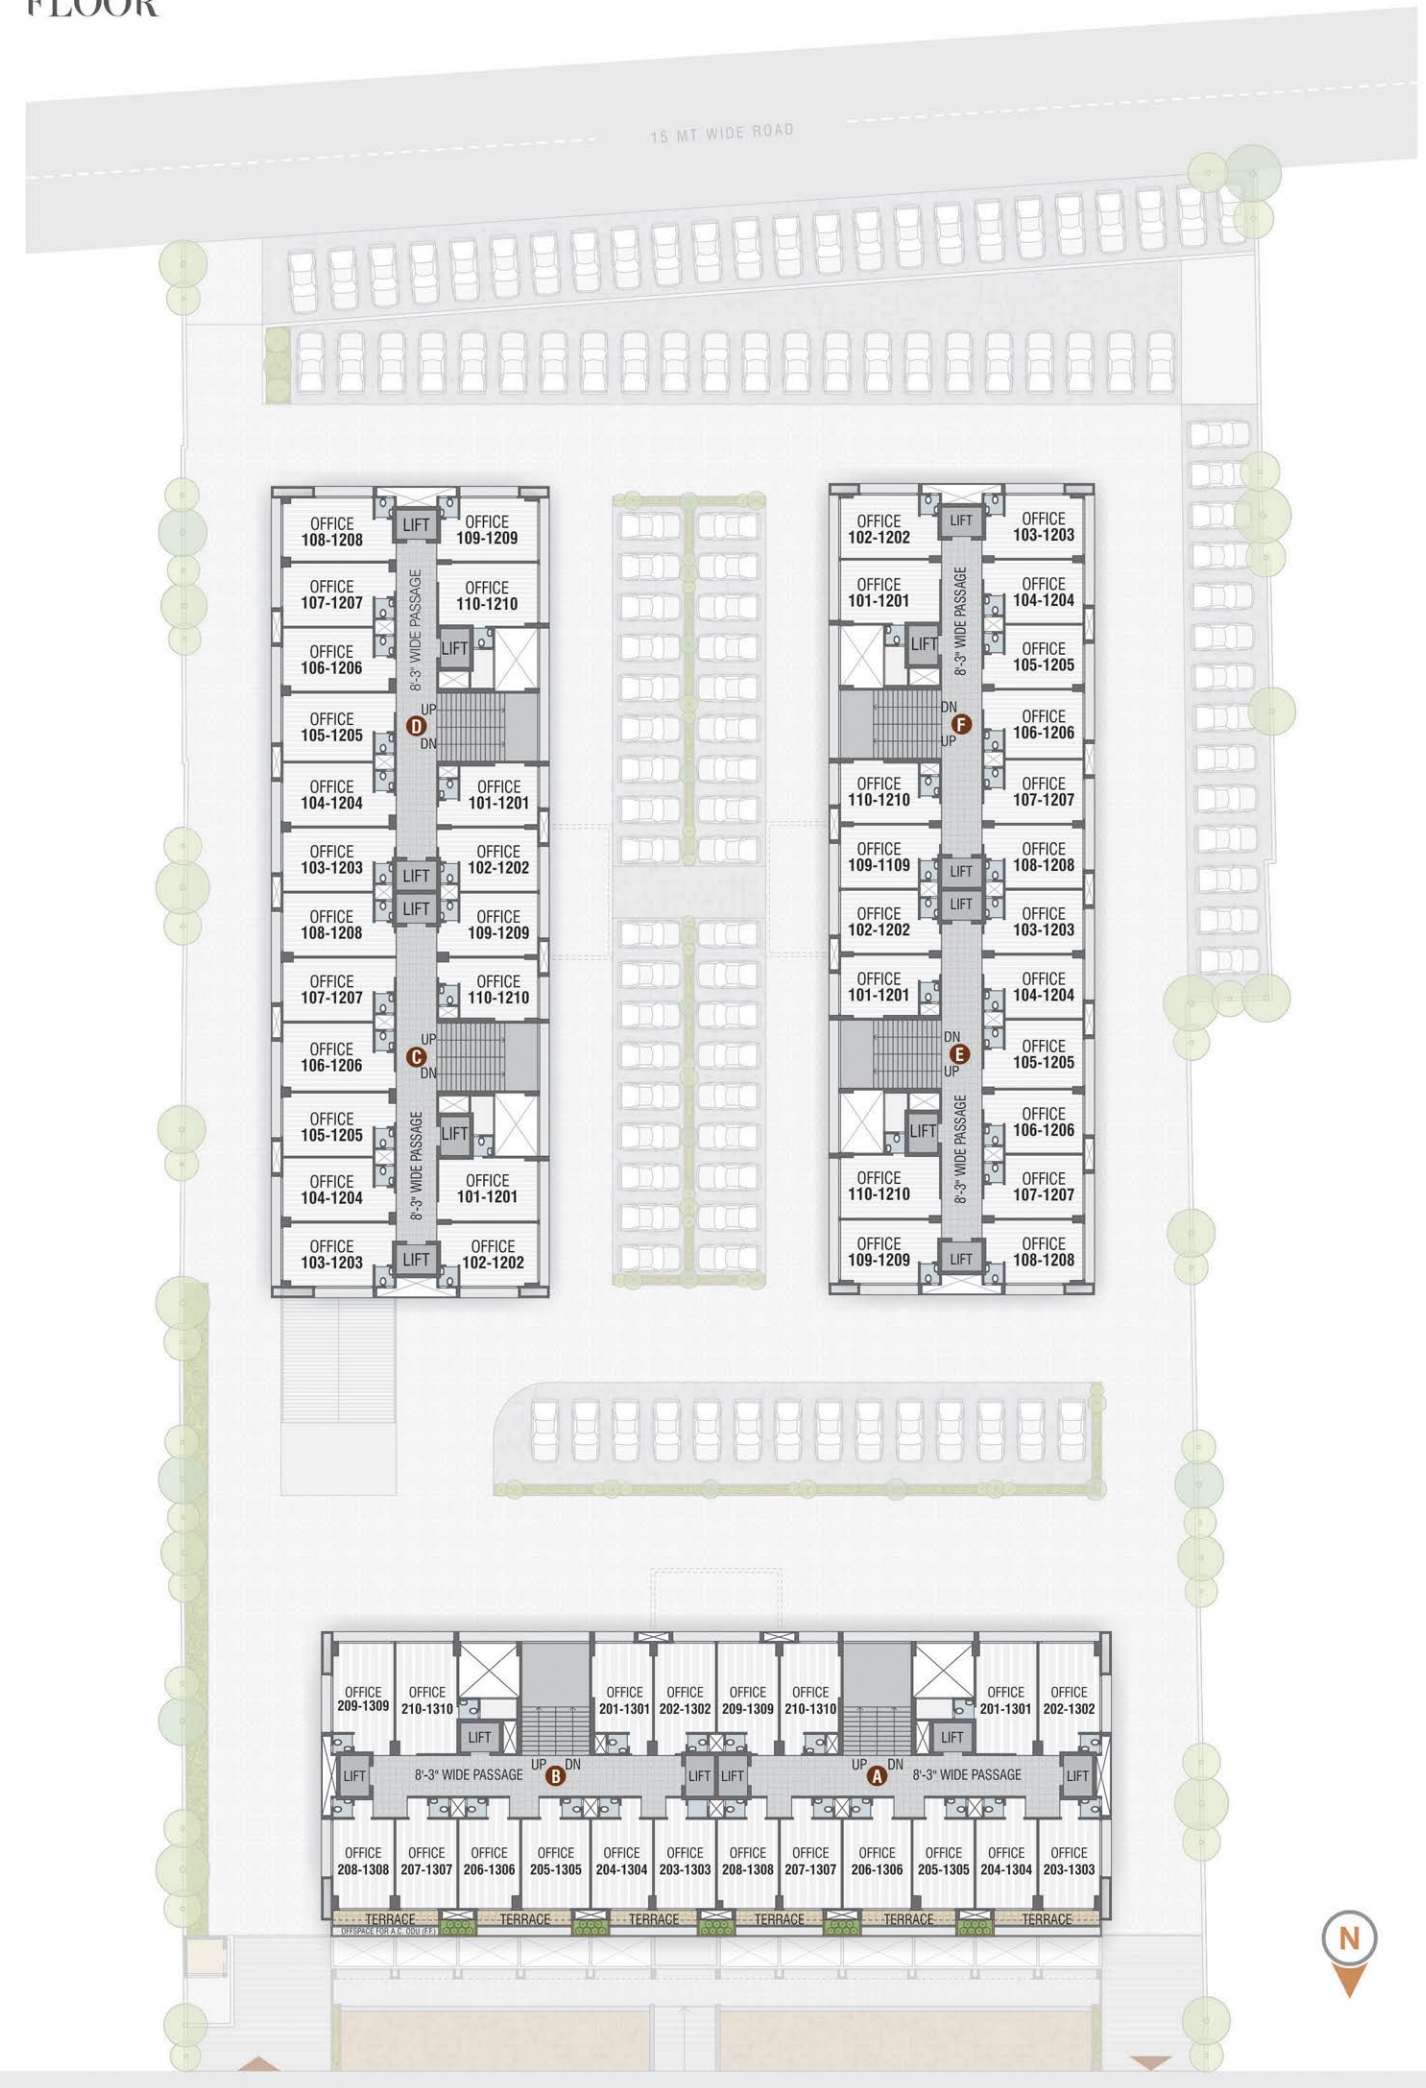 FLOOR
15 MT WIDE ROAD
OFFICE
108-1208
LIFT
OFFICE
109-1209
OFFICE
107-1207
8'-3" WIDE PASSAGE
OFFICE
110-1210
OFFICE
106-1206
LIFT
OFFICE
105-1205
UP
D
DN
OFFICE
104-1204
OFFICE
101-1201
OFFICE
103-1203
LIFT
OFFICE
102-1202
OFFICE
108-1208
LIFT
OFFICE
109-1209
OFFICE
107-1207
OFFICE
110-1210
OFFICE
106-1206
UP
C
DN
OFFICE
105-1205
LIFT
8'-3" WIDE PASSAGE
OFFICE
104-1204
OFFICE
101-1201
OFFICE
103-1203
LIFT
OFFICE
102-1202
OFFICE
102-1202
LIFT
OFFICE
103-1203
OFFICE
101-1201
8'-3" WIDE PASSAGE
OFFICE
104-1204
LIFT
OFFICE
105-1205
DN
F
UP
OFFICE
106-1206
OFFICE
110-1210
OFFICE
107-1207
OFFICE
109-1109
LIFT
OFFICE
108-1208
OFFICE
102-1202
LIFT
OFFICE
103-1203
OFFICE
101-1201
OFFICE
104-1204
DN
E
UP
OFFICE
105-1205
LIFT
8'-3" WIDE PASSAGE
OFFICE
106-1206
OFFICE
110-1210
OFFICE
107-1207
OFFICE
109-1209
LIFT
OFFICE
108-1208
OFFICE
209-1309
OFFICE
210-1310
OFFICE
201-1301
OFFICE
202-1302
OFFICE
209-1309
OFFICE
210-1310
OFFICE
201-1301
OFFICE
202-1302
LIFT
LIFT
LIFT
8'-3" WIDE PASSAGE
UP
B
DN
LIFT
LIFT
UP
A
DN
8'-3" WIDE PASSAGE
LIFT
OFFICE
208-1308
OFFICE
207-1307
OFFICE
206-1306
OFFICE
205-1305
OFFICE
204-1304
OFFICE
203-1303
OFFICE
208-1308
OFFICE
207-1307
OFFICE
206-1306
OFFICE
205-1305
OFFICE
204-1304
OFFICE
203-1303
TERRACE
TERRACE
TERRACE
TERRACE
TERRACE
TERRACE
OFFSPACE FOR A.C. ODU (F.F.)
N